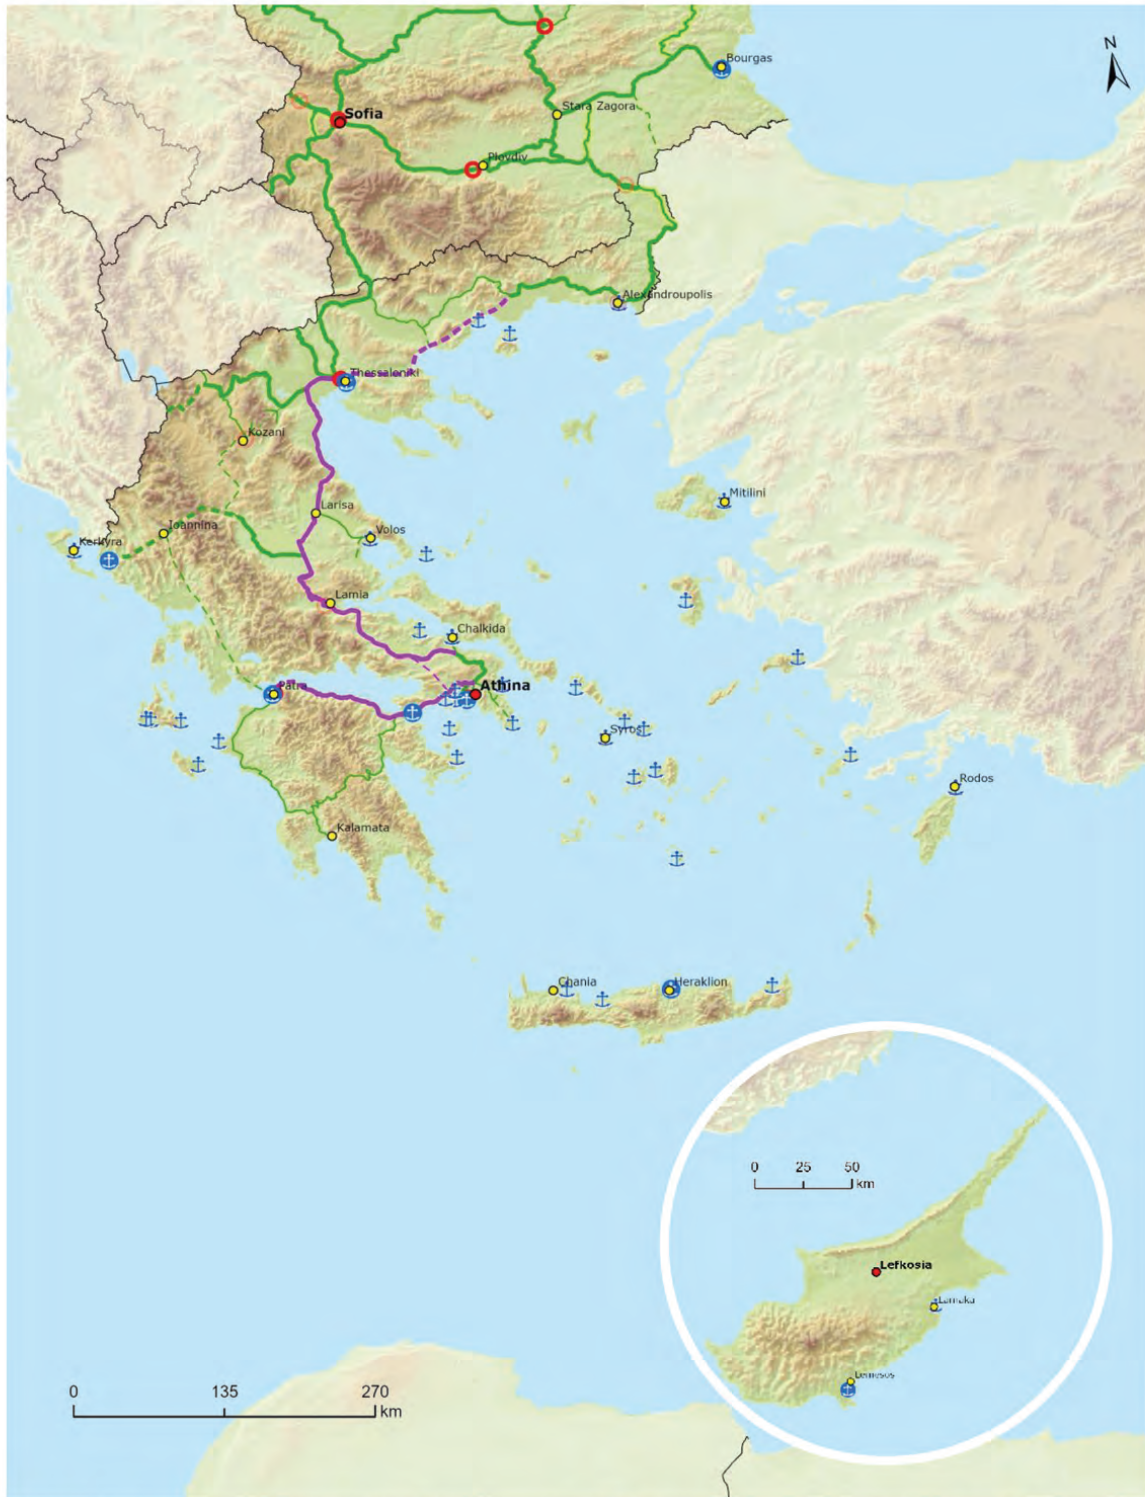 N
Bourgas
Stara Zagora
Sofia
Plovdiv
Alexandroupolis
Thessaloniki
Kozani
Mitilini
Larisa
Ioannina
Volos
Kerkyra
Lamia
Chalkida
Athina
Patra
Syros
Rodos
Kalamata
Chania
Heraklion
0 25 50
km
Lefkosia
Larnaka
Lemesos
0 135 270
km